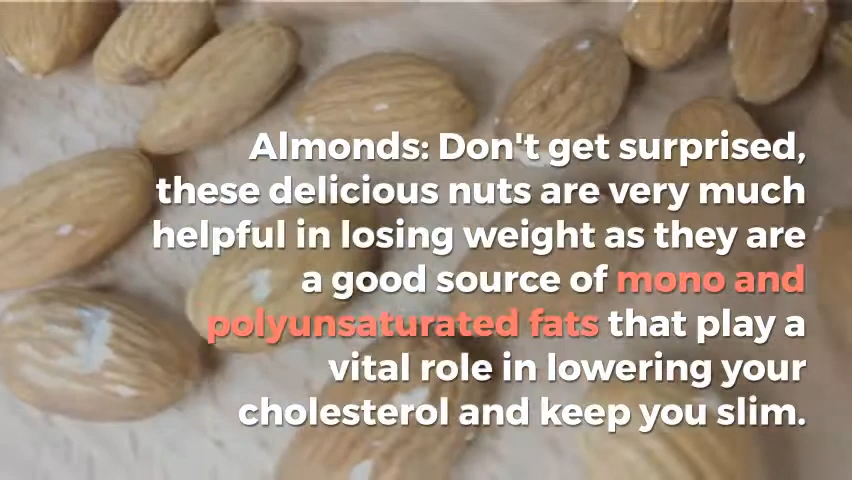 Almonds: Don't get surprised,
these delicious nuts are very much
helpful in losing weight as they are
a good source of mono and
polyunsaturated fats that play a
vital role in lowering your
cholesterol and keep you slim.